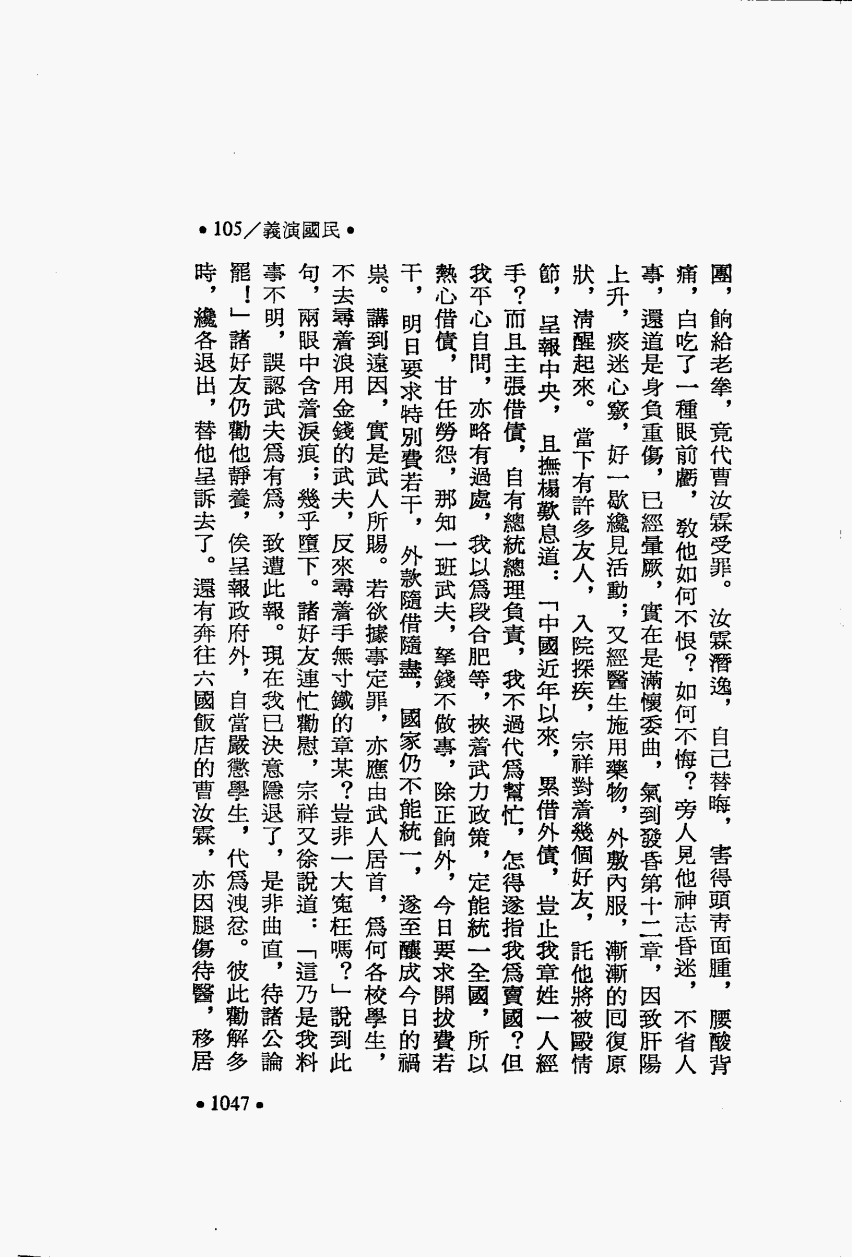 •105／義演國民•
團，餉給老拳，竟代曹汝霖受罪。汝霖潛逸，自己替晦，害得頭青面腫，腰酸背
痛，白吃了一種眼前虧，敎他如何不恨？如何不悔？旁人見他神志昏迷，不省人
事，還道是身負重傷，已經暈厥，實在是滿懷委曲，氣到發昏第十二章，因致肝陽
上升，痰迷心竅，好一歇纔見活動；又經醫生施用藥物，外敷內服，漸漸的囘復原
狀，清醒起來。當下有許多友人，入院探疾，宗祥對着幾個好友，託他將被毆情
節，呈報中央，且撫榻歎息道：「中國近年以來，累借外債，豈止我章姓一人經
手？而且主張借債，自有總統總理負責，我不過代爲幫忙，怎得遂指我爲賣國？但
我平心自問，亦略有過處，我以爲段合肥等，挾着武力政策，定能統一全國，所以
熱心借債，甘任勞怨，那知一班武夫，拏錢不做事，除正餉外，今日要求開拔費若
干，明日要求特別費若干，外款隨借隨盡，國家仍不能統一，遂至釀成今日的禍
祟。講到遠因，實是武人所賜。若欲據事定罪，亦應由武人居首，爲何各校學生，
不去尋着浪用金錢的武夫，反來尋着手無寸鐵的章某？豈非一大寃枉嗎？」說到此
句，兩眼中含着淚痕；幾乎墮下。諸好友連忙勸慰，宗祥又徐說道：「這乃是我料
事不明，誤認武夫爲有爲，致遭此報。現在我已決意隱退了，是非曲直，待諸公論
罷！」諸好友仍勸他靜養，俟呈報政府外，自當嚴懲學生，代爲洩忿。彼此勸解多
時，纔各退出，替他呈訴去了。還有奔往六國飯店的曹汝霖，亦因腿傷待醫，移居
•1047•